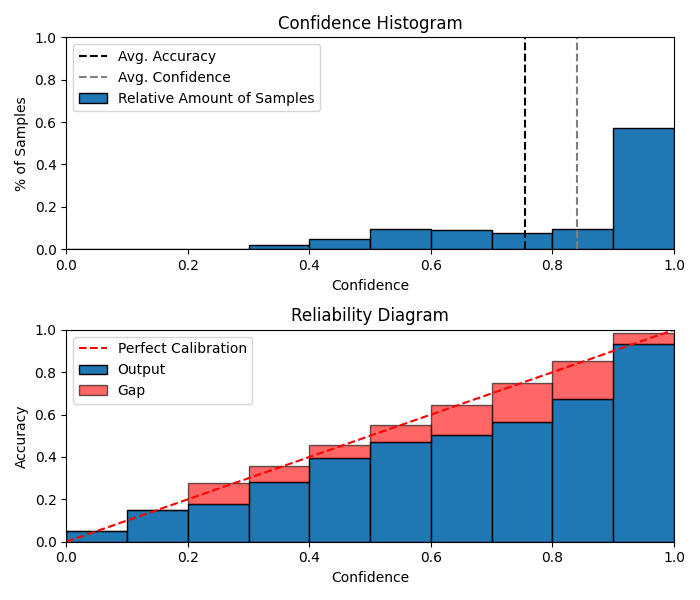 Confidence Histogram
1.0
0.8
0.6
0.4
0.2
0.0
% of Samples
Avg. Accuracy
Avg. Confidence
Relative Amount of Samples
0.0 0.2 0.4 0.6 0.8 1.0
Confidence
Reliability Diagram
1.0
0.8
0.6
0.4
0.2
0.0
Accuracy
Perfect Calibration
Output
Gap
0.0 0.2 0.4 0.6 0.8 1.0
Confidence